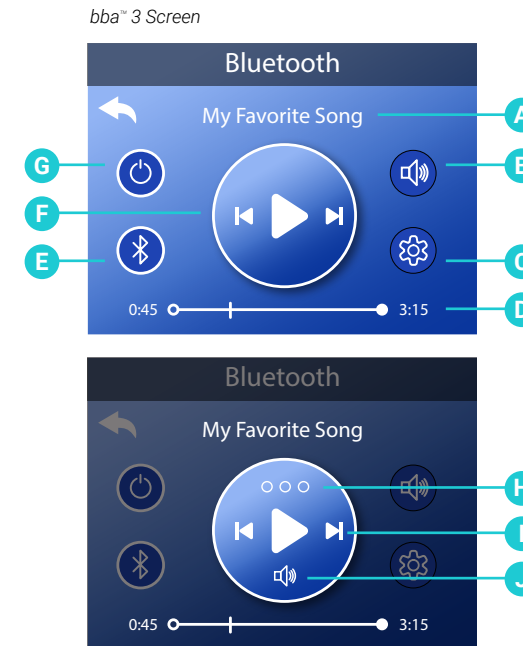 bba™ 3 Screen
Bluetooth
My Favorite Song
A
G
B
F
E
C
0:45
3:15
D
Bluetooth
My Favorite Song
H
I
J
0:45
3:15